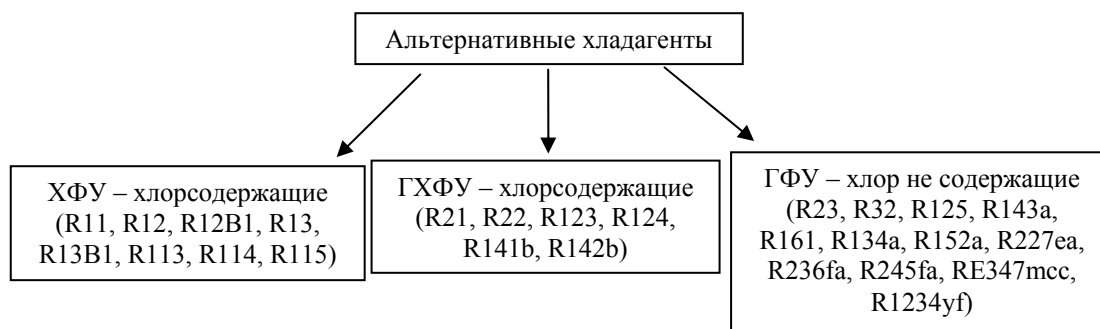 Альтернативные хладагенты
ХФУ – хлорсодержащие
(R11, R12, R12B1, R13,
R13B1, R113, R114, R115)
ГХФУ – хлорсодержащие
(R21, R22, R123, R124,
R141b, R142b)
ГФУ – хлор не содержащие
(R23, R32, R125, R143a,
R161, R134a, R152a, R227ea,
R236fa, R245fa, RE347mcc,
R1234yf)